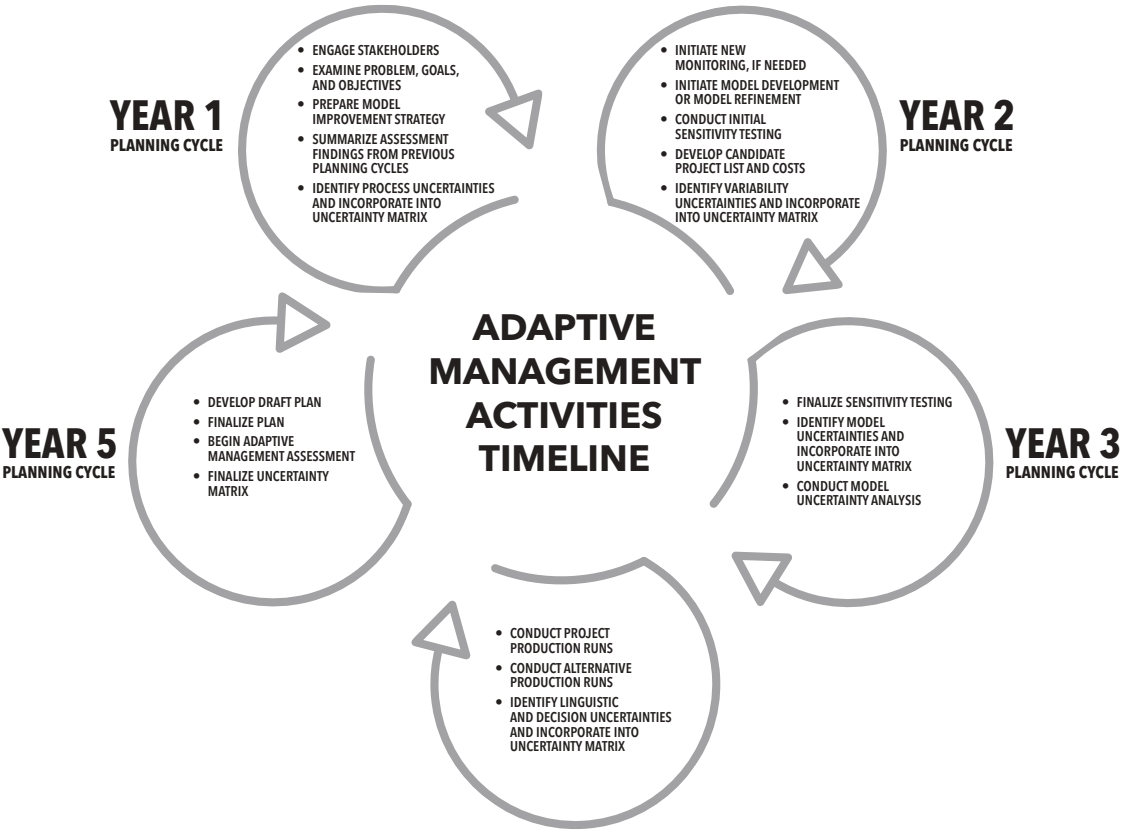 ADAPTIVE
MANAGEMENT
ACTIVITIES
TIMELINE
YEAR 1
PLANNING CYCLE
• ENGAGE STAKEHOLDERS
• EXAMINE PROBLEM, GOALS,
AND OBJECTIVES
• PREPARE MODEL
IMPROVEMENT STRATEGY
• SUMMARIZE ASSESSMENT
FINDINGS FROM PREVIOUS
PLANNING CYCLES
• IDENTIFY PROCESS UNCERTAINTIES
AND INCORPORATE INTO
UNCERTAINTY MATRIX
YEAR 2
PLANNING CYCLE
• INITIATE NEW
MONITORING, IF NEEDED
• INITIATE MODEL DEVELOPMENT
OR MODEL REFINEMENT
• CONDUCT INITIAL
SENSITIVITY TESTING
• DEVELOP CANDIDATE
PROJECT LIST AND COSTS
• IDENTIFY VARIABILITY
UNCERTAINTIES AND INCORPORATE
INTO UNCERTAINTY MATRIX
YEAR 3
PLANNING CYCLE
• FINALIZE SENSITIVITY TESTING
• IDENTIFY MODEL
UNCERTAINTIES AND
INCORPORATE INTO
UNCERTAINTY MATRIX
• CONDUCT MODEL
UNCERTAINTY ANALYSIS
• CONDUCT PROJECT
PRODUCTION RUNS
• CONDUCT ALTERNATIVE
PRODUCTION RUNS
• IDENTIFY LINGUISTIC
AND DECISION UNCERTAINTIES
AND INCORPORATE INTO
UNCERTAINTY MATRIX
YEAR 5
PLANNING CYCLE
• DEVELOP DRAFT PLAN
• FINALIZE PLAN
• BEGIN ADAPTIVE
MANAGEMENT ASSESSMENT
• FINALIZE UNCERTAINTY
MATRIX